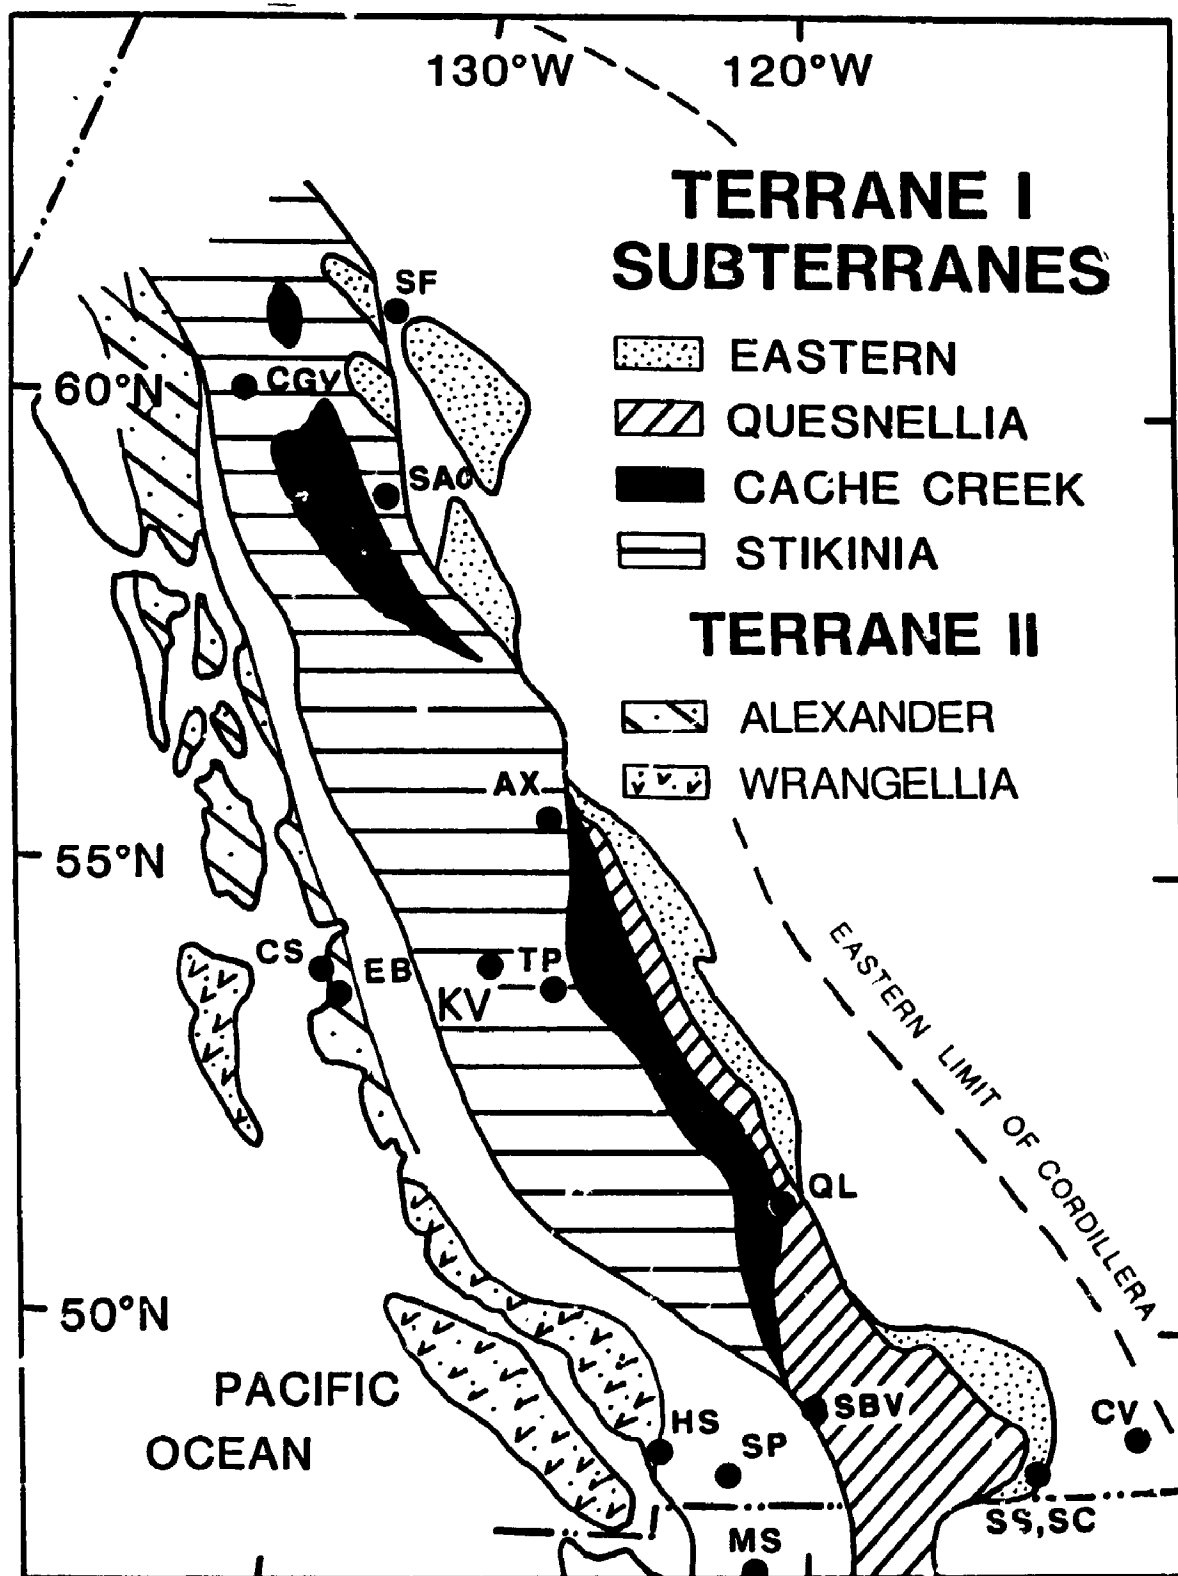 130°W 120°W
TERRANE I
SUBTERRANES
EASTERN
QUESNELLIA
CACHE CREEK
STIKINIA
TERRANE II
ALEXANDER
WRANGELLIA
SF
60°N
CGV
SAC
AX
55°N
CS
EB
TP
KV
EASTERN LIMIT OF CORDILLERA
QL
50°N
PACIFIC
OCEAN
HS
SP
SBV
CV
SS,SC
MS